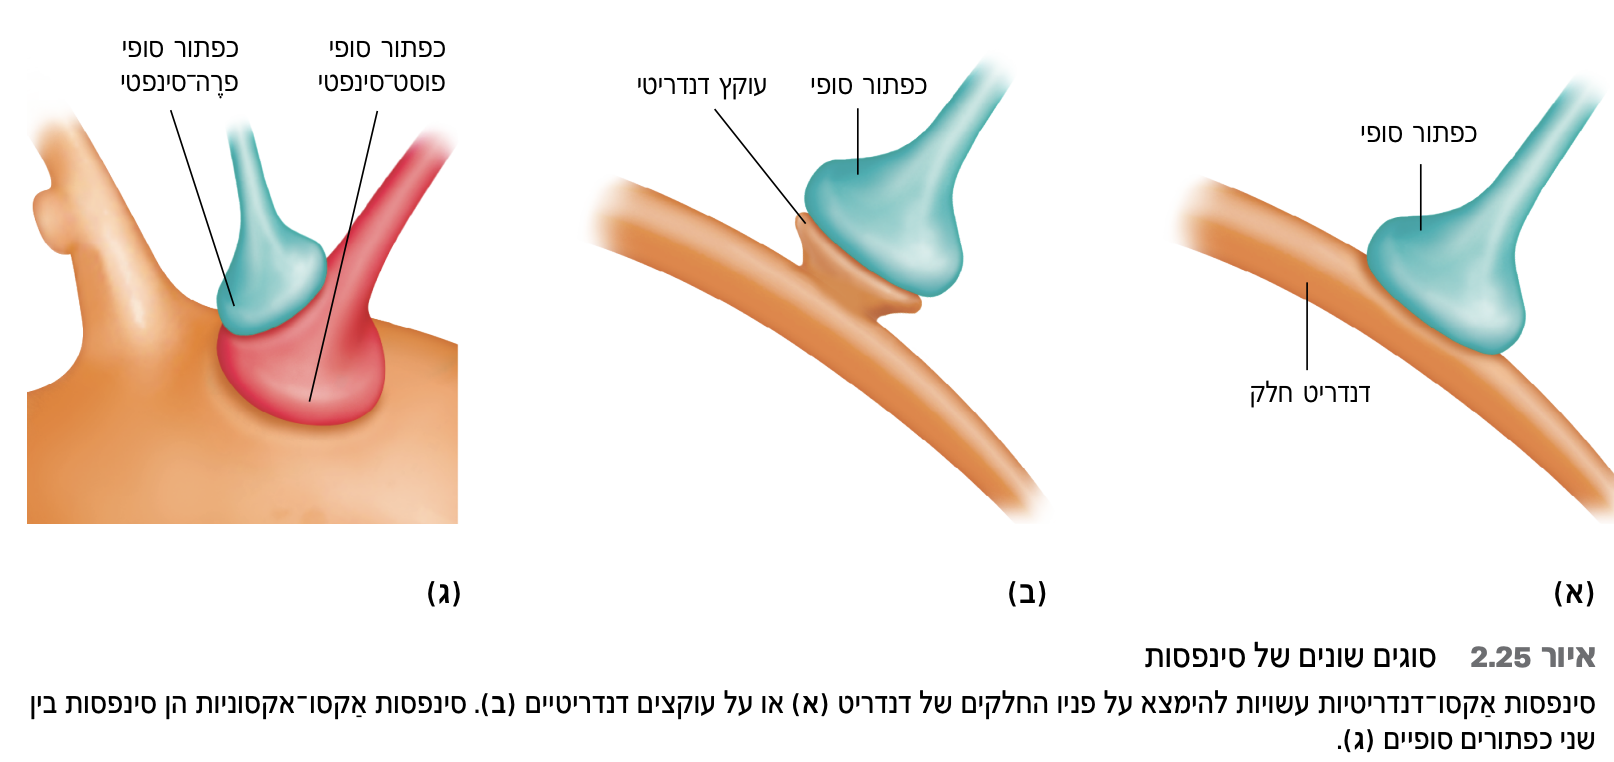 כפתור סופי
דנדריט חלק
(א)
עוקץ דנדריטי
כפתור סופי
(ב)
כפתור סופי
פוסט־סינפטי
כפתור סופי
פרֶה־סינפטי
(ג)
איור 2.25 סוגים שונים של סינפסות
סינפסות אַקסו־דנדריטיות עשויות להימצא על פניו החלקים של דנדריט (א) או על עוקצים דנדריטיים (ב). סינפסות אַקסו־אקסוניות הן סינפסות בין
שני כפתורים סופיים (ג).